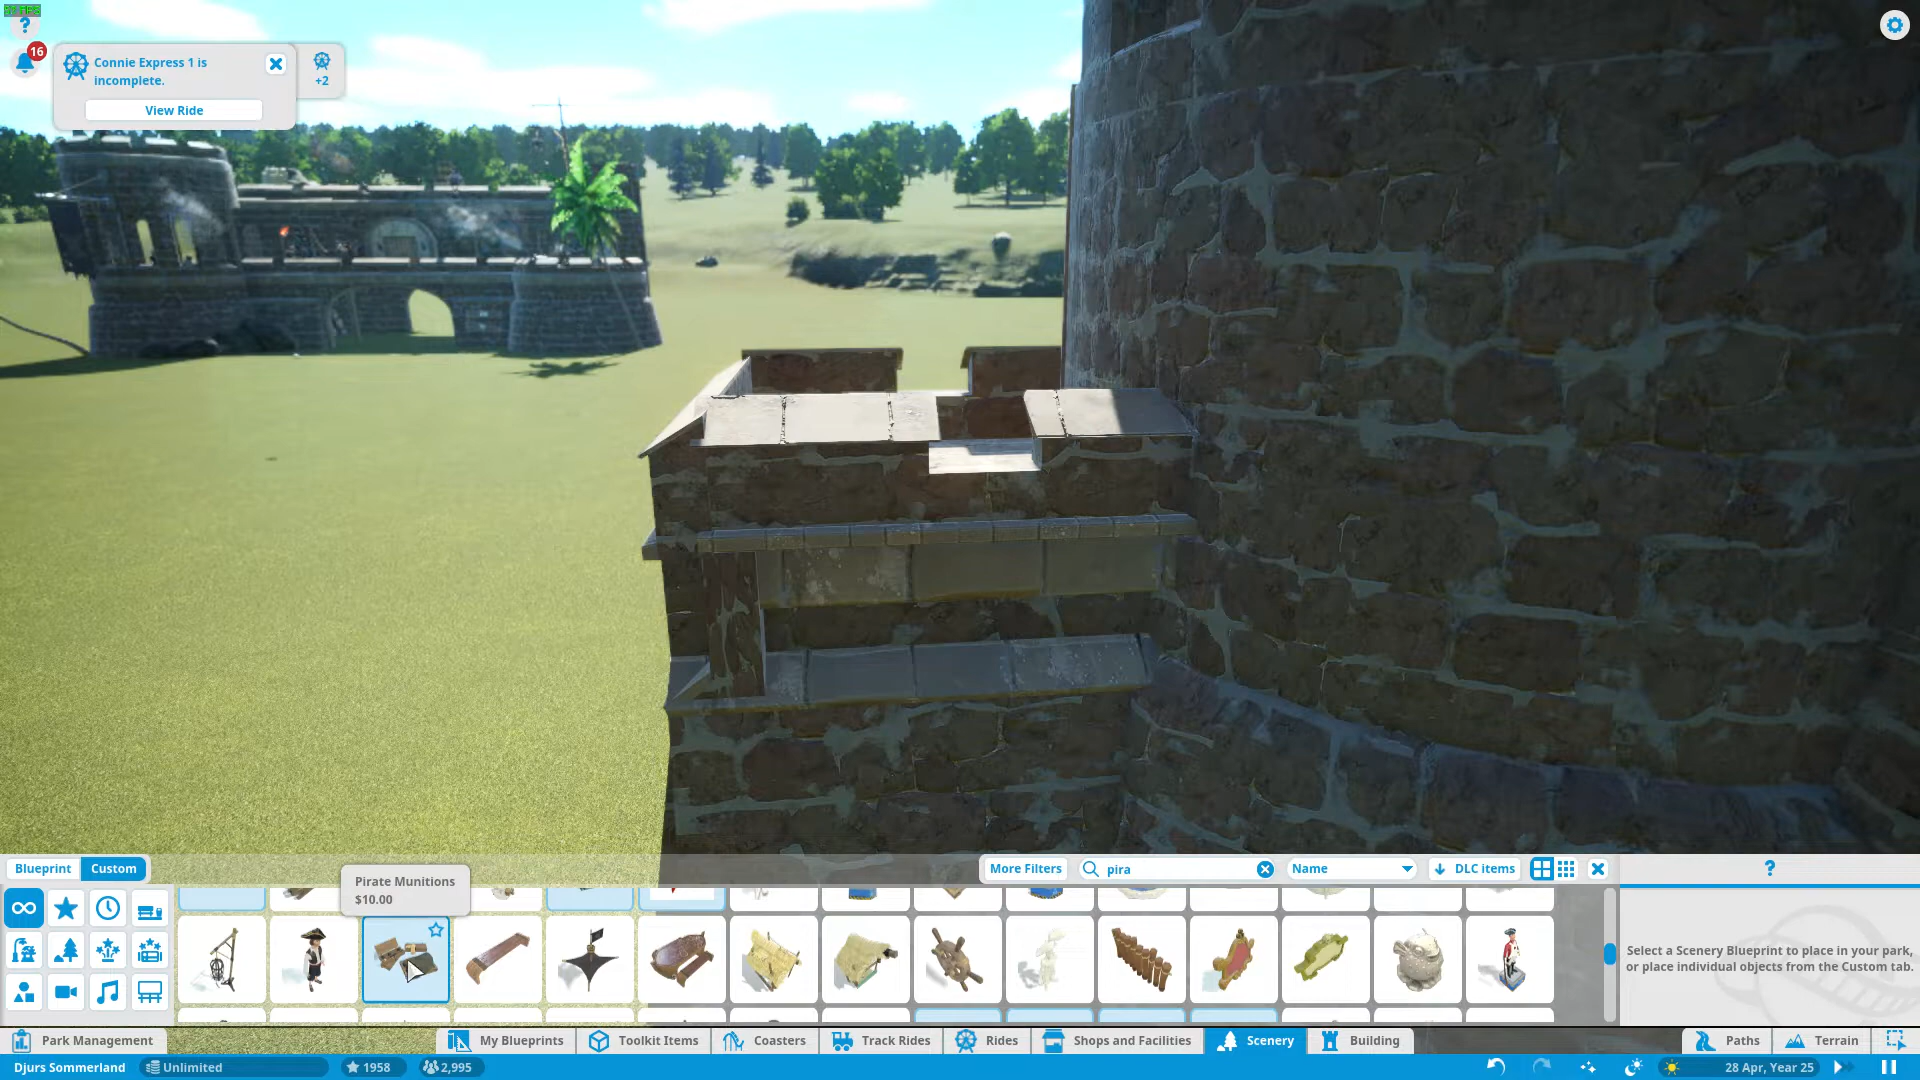 ?
16
Connie Express 1 is
incomplete.
+2
View Ride
Blueprint
Custom
Pirate Munitions
$10.00
More Filters
pira
Name
DLC items
?
Select a Scenery Blueprint to place in your park,
or place individual objects from the Custom tab.
Park Management
My Blueprints
Toolkit Items
Coasters
Track Rides
Rides
Shops and Facilities
Scenery
Building
Paths
Terrain
Djurs Sommerland
Unlimited
1958
2,995
28 Apr, Year 25